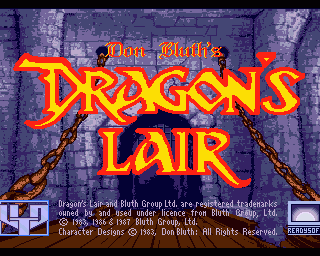 Don Bluth's
DRAGON'S
LAIR
Dragon's Lair and Bluth Group Ltd. are registered trademarks
owned by and used under licence from Bluth Group, Ltd.
© 1983, 1986 & 1987 Bluth Group, Ltd.
Character Designs © 1983, Don Bluth: All Rights Reserved.
READYSOFT